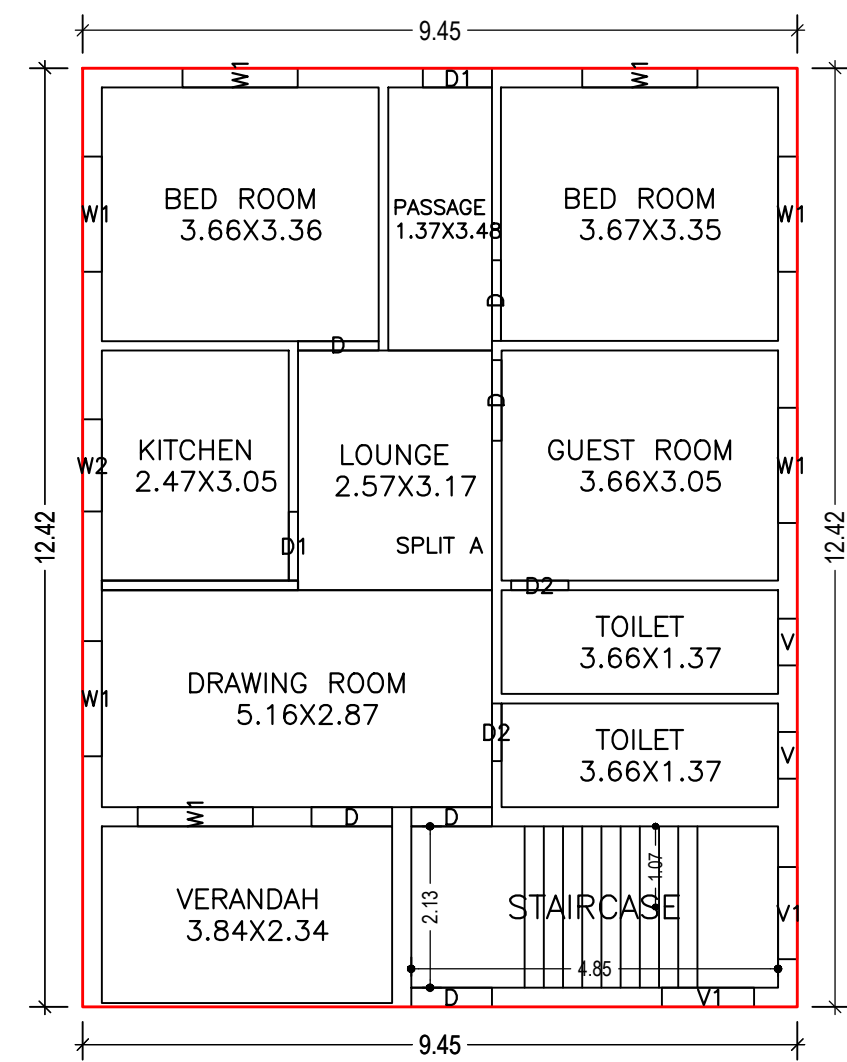 9.45
W1
D1
W1
BED ROOM
3.66X3.36
PASSAGE
1.37X3.48
BED ROOM
3.67X3.35
W1
W1
D
D
D
KITCHEN
2.47X3.05
LOUNGE
2.57X3.17
GUEST ROOM
3.66X3.05
W2
W1
12.42
12.42
D1
SPLIT A
D2
TOILET
3.66X1.37
V
DRAWING ROOM
5.16X2.87
W1
D2
TOILET
3.66X1.37
V
W1
D
D
VERANDAH
3.84X2.34
2.13
STAIRCASE
1.07
V1
4.85
D
V1
9.45